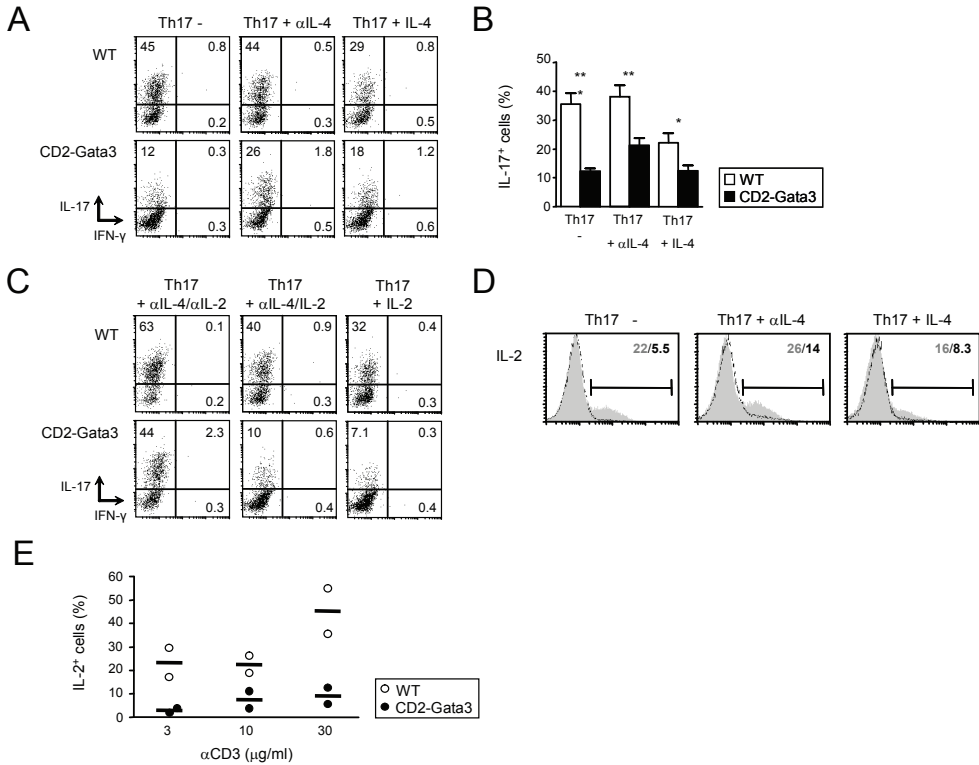 A
Th17 -
Th17 + αIL-4
Th17 + IL-4
WT
45
0.8
0.2
44
0.5
0.3
29
0.8
0.5
CD2-Gata3
12
0.3
0.3
26
1.8
0.5
18
1.2
0.6
IL-17
IFN-γ
B
IL-17⁺ cells (%)
50
40
30
20
10
0
**
*
**
*
Th17
-
Th17
+ αIL-4
Th17
+ IL-4
WT
CD2-Gata3
C
Th17
+ αIL-4/αIL-2
Th17
+ αIL-4/IL-2
Th17
+ IL-2
WT
63
0.1
0.2
40
0.9
0.3
32
0.4
0.3
CD2-Gata3
44
2.3
0.3
10
0.6
0.4
7.1
0.3
0.4
IL-17
IFN-γ
D
Th17 -
Th17 + αIL-4
Th17 + IL-4
IL-2
22/5.5
26/14
16/8.3
E
IL-2⁺ cells (%)
60
50
40
30
20
10
0
3
10
30
αCD3 (μg/ml)
WT
CD2-Gata3